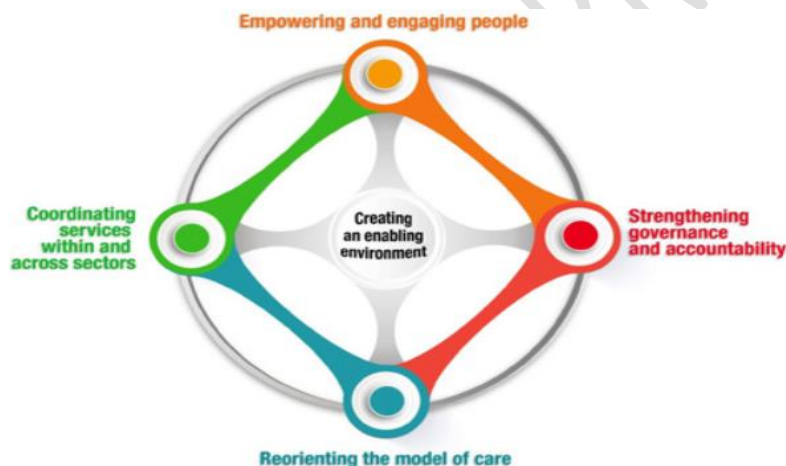 Empowering and engaging people
Coordinating
services
within and
across sectors
Creating
an enabling
environment
Strengthening
governance
and accountability
Reorienting the model of care